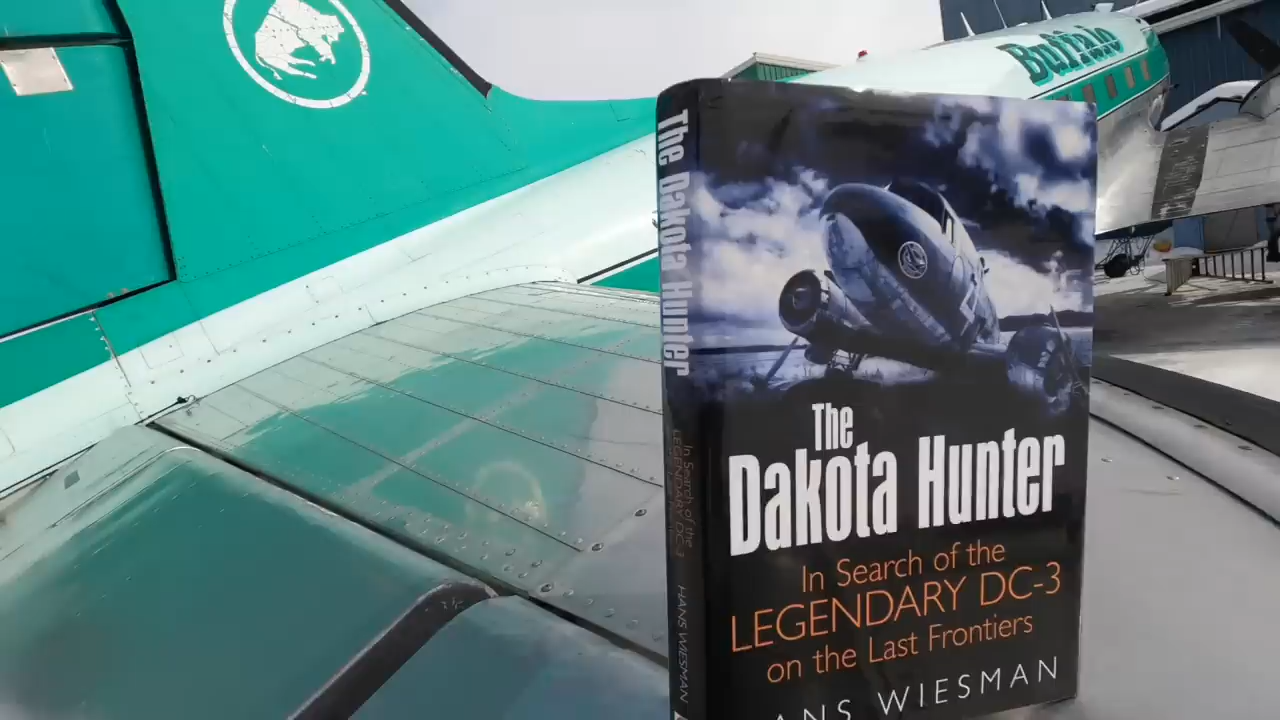 Buffalo
The Dakota Hunter
In Search of the
LEGENDARY DC-3
HANS WIESMAN
The
Dakota Hunter
In Search of the
LEGENDARY DC-3
on the Last Frontiers
ANS WIESMAN